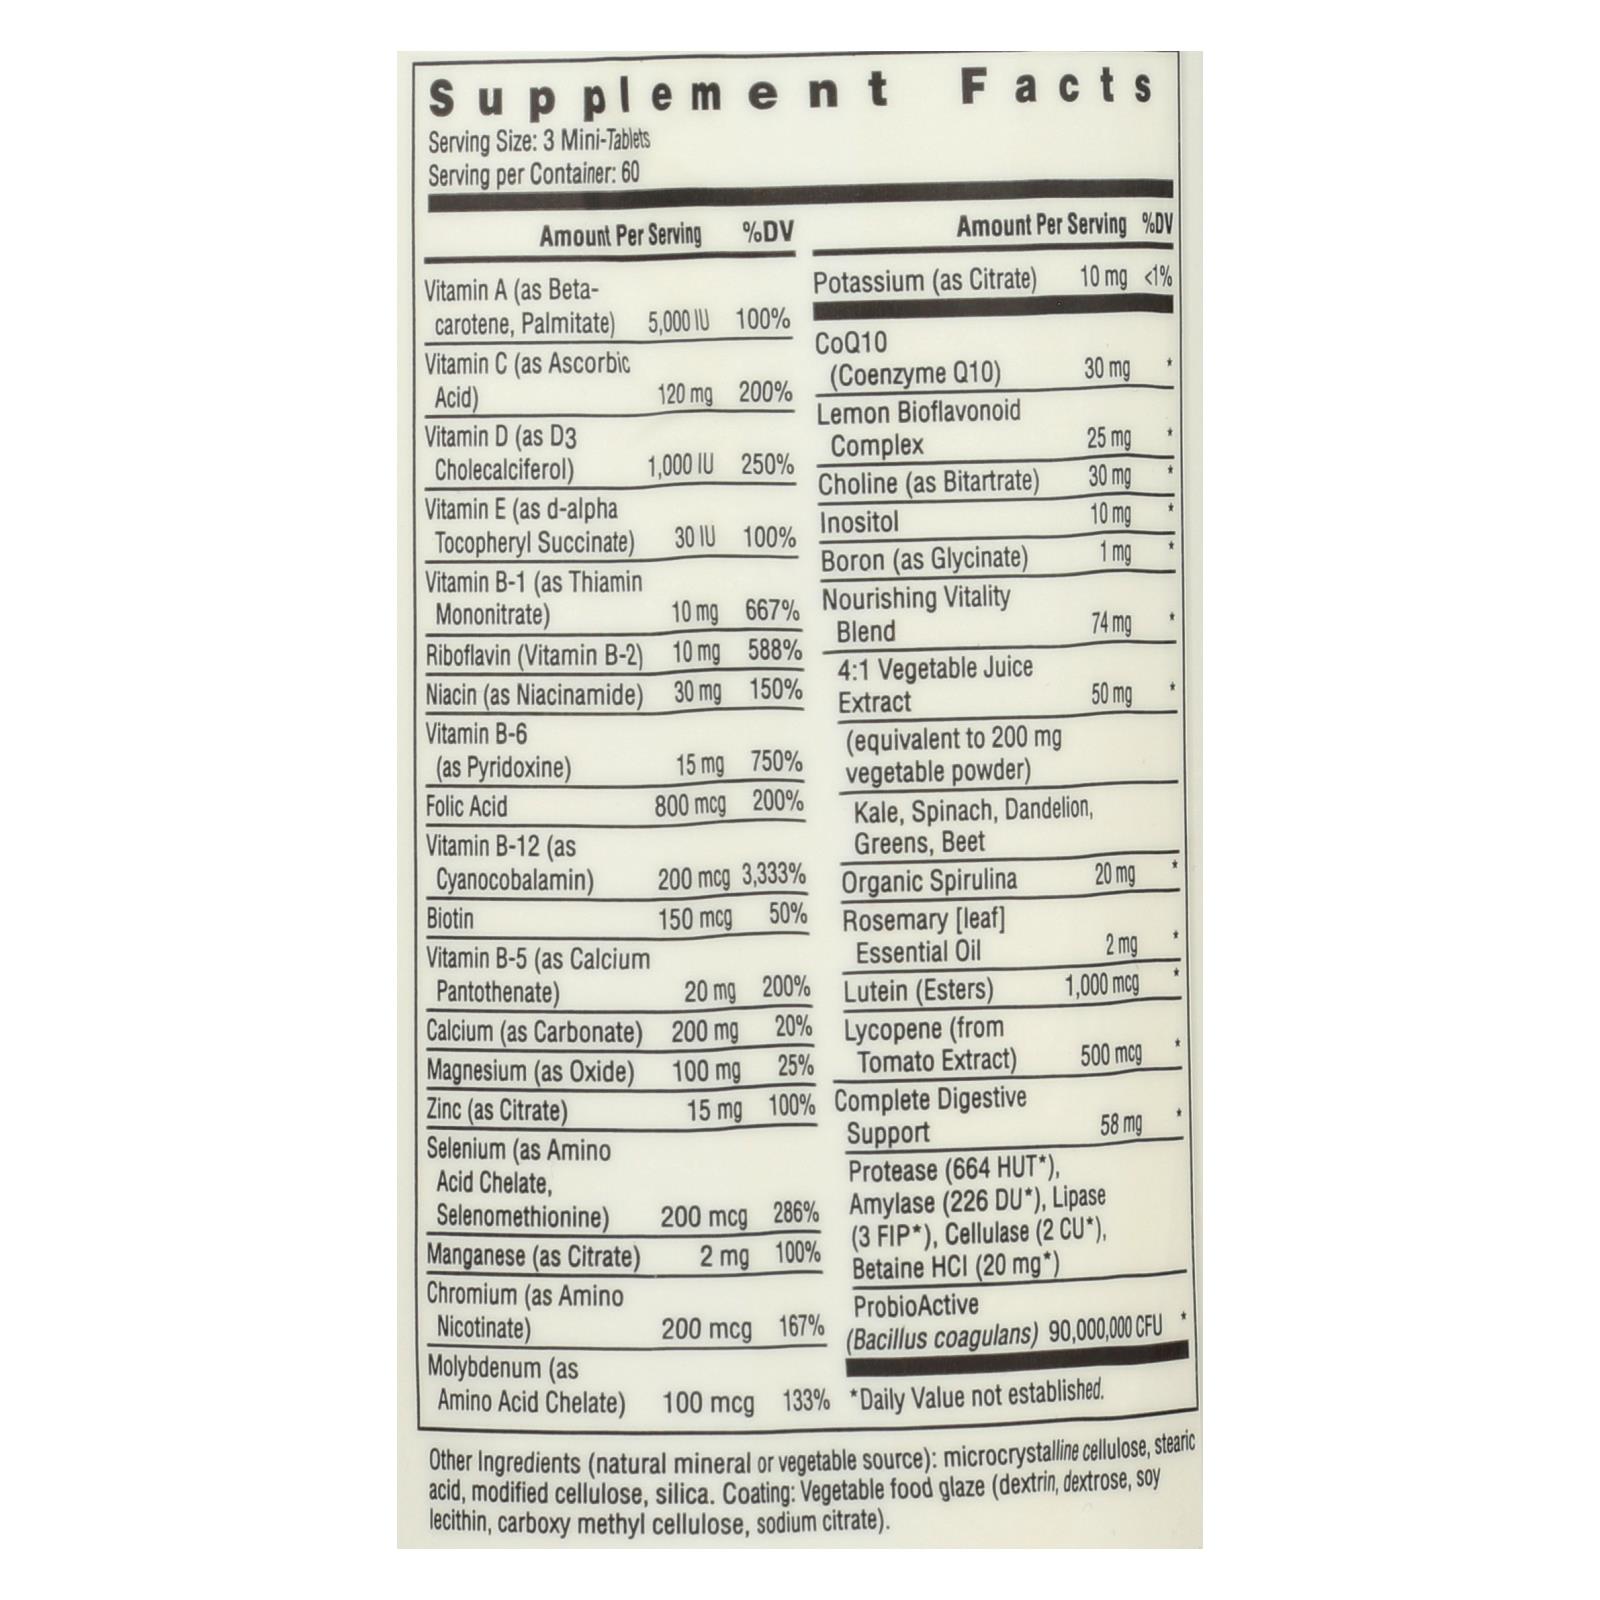 Supplement Facts
Serving Size: 3 Mini-Tablets
Serving per Container: 60
Amount Per Serving %DV
Vitamin A (as Beta-
carotene, Palmitate) 5,000 IU 100%
Vitamin C (as Ascorbic
Acid) 120 mg 200%
Vitamin D (as D3
Cholecalciferol) 1,000 IU 250%
Vitamin E (as d-alpha
Tocopheryl Succinate) 30 IU 100%
Vitamin B-1 (as Thiamin
Mononitrate) 10 mg 667%
Riboflavin (Vitamin B-2) 10 mg 588%
Niacin (as Niacinamide) 30 mg 150%
Vitamin B-6
(as Pyridoxine) 15 mg 750%
Folic Acid 800 mcg 200%
Vitamin B-12 (as
Cyanocobalamin) 200 mcg 3,333%
Biotin 150 mcg 50%
Vitamin B-5 (as Calcium
Pantothenate) 20 mg 200%
Calcium (as Carbonate) 200 mg 20%
Magnesium (as Oxide) 100 mg 25%
Zinc (as Citrate) 15 mg 100%
Selenium (as Amino
Acid Chelate,
Selenomethionine) 200 mcg 286%
Manganese (as Citrate) 2 mg 100%
Chromium (as Amino
Nicotinate) 200 mcg 167%
Molybdenum (as
Amino Acid Chelate) 100 mcg 133%
Amount Per Serving %DV
Potassium (as Citrate) 10 mg <1%
CoQ10
(Coenzyme Q10) 30 mg *
Lemon Bioflavonoid
Complex 25 mg *
Choline (as Bitartrate) 30 mg *
Inositol 10 mg *
Boron (as Glycinate) 1 mg *
Nourishing Vitality
Blend 74 mg *
4:1 Vegetable Juice
Extract 50 mg *
(equivalent to 200 mg
vegetable powder)
Kale, Spinach, Dandelion,
Greens, Beet
Organic Spirulina 20 mg *
Rosemary [leaf]
Essential Oil 2 mg *
Lutein (Esters) 1,000 mcg *
Lycopene (from
Tomato Extract) 500 mcg *
Complete Digestive
Support 58 mg *
Protease (664 HUT*),
Amylase (226 DU*), Lipase
(3 FIP*), Cellulase (2 CU*),
Betaine HCl (20 mg*)
ProbioActive
(Bacillus coagulans) 90,000,000 CFU *
*Daily Value not established.
Other Ingredients (natural mineral or vegetable source): microcrystalline cellulose, stearic
acid, modified cellulose, silica. Coating: Vegetable food glaze (dextrin, dextrose, soy
lecithin, carboxy methyl cellulose, sodium citrate).